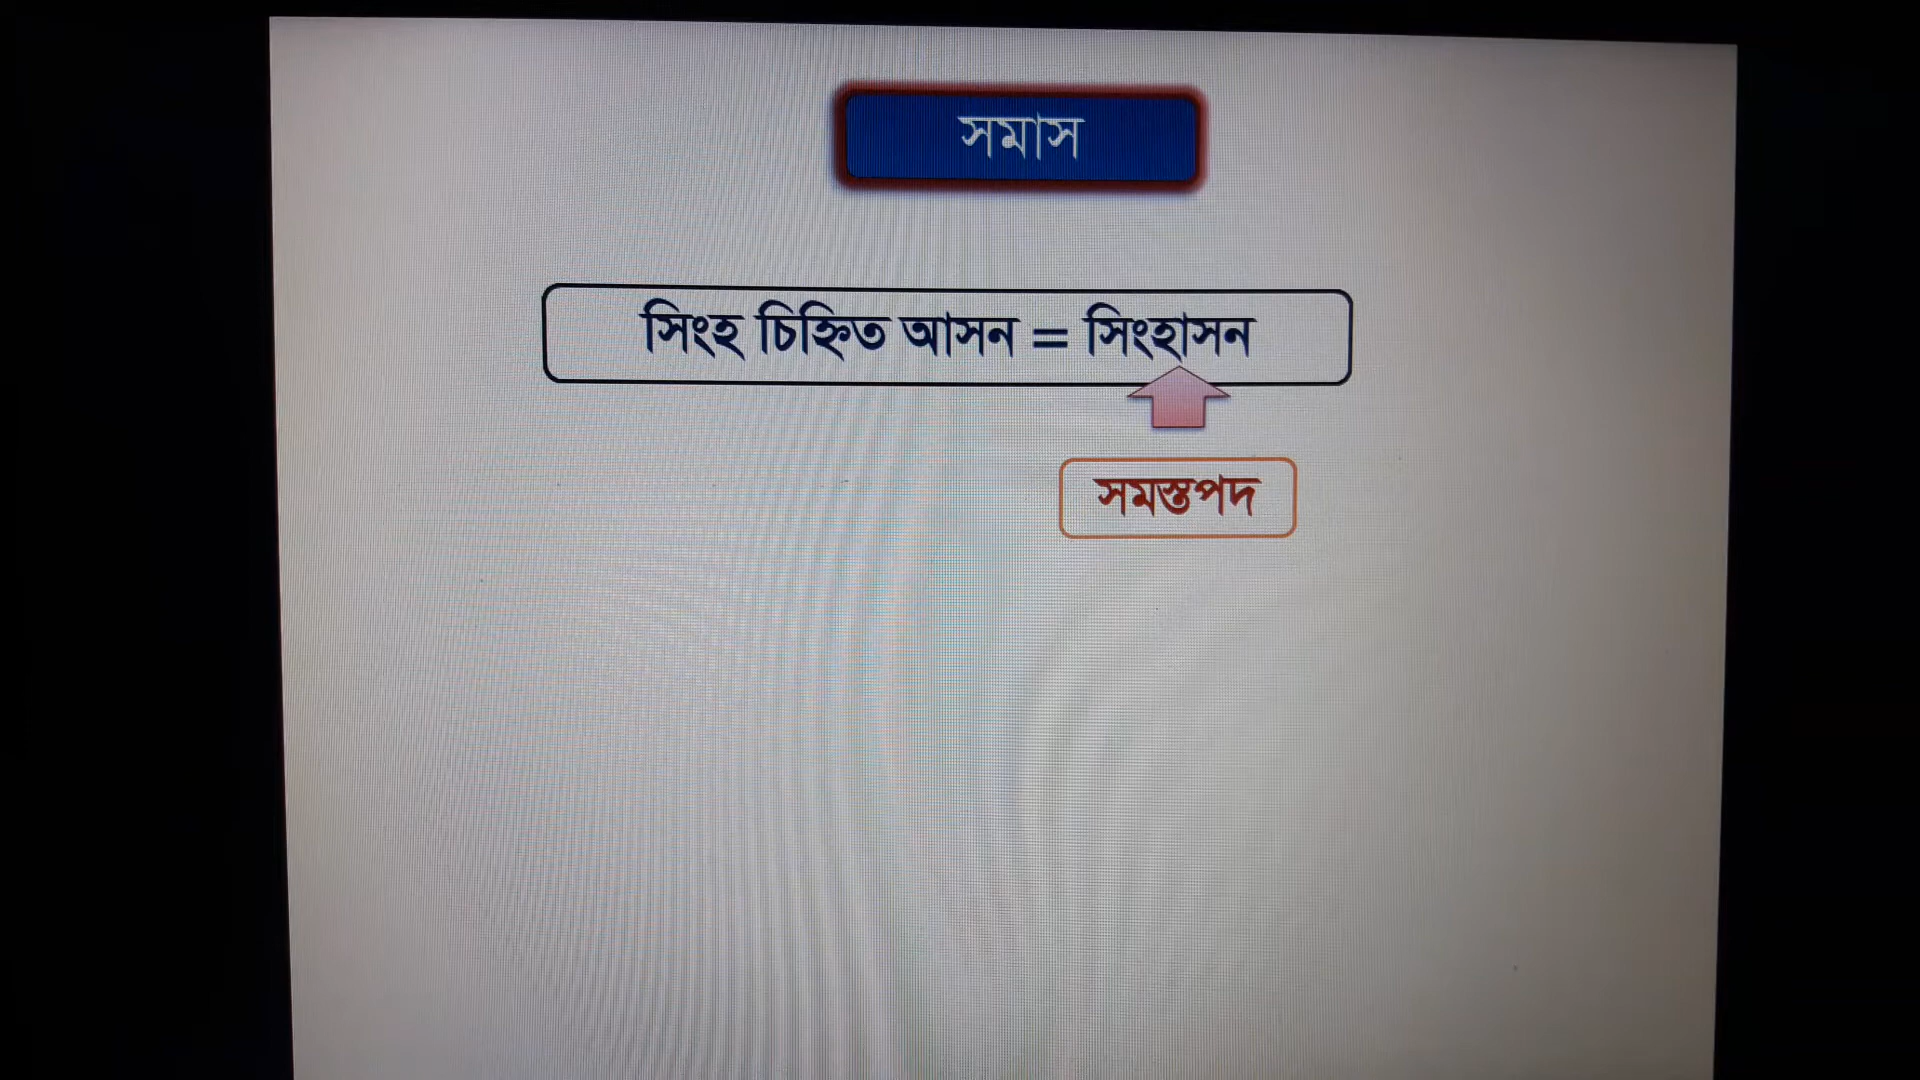 সমাস
সিংহ চিহ্নিত আসন = সিংহাসন
সমস্তপদ